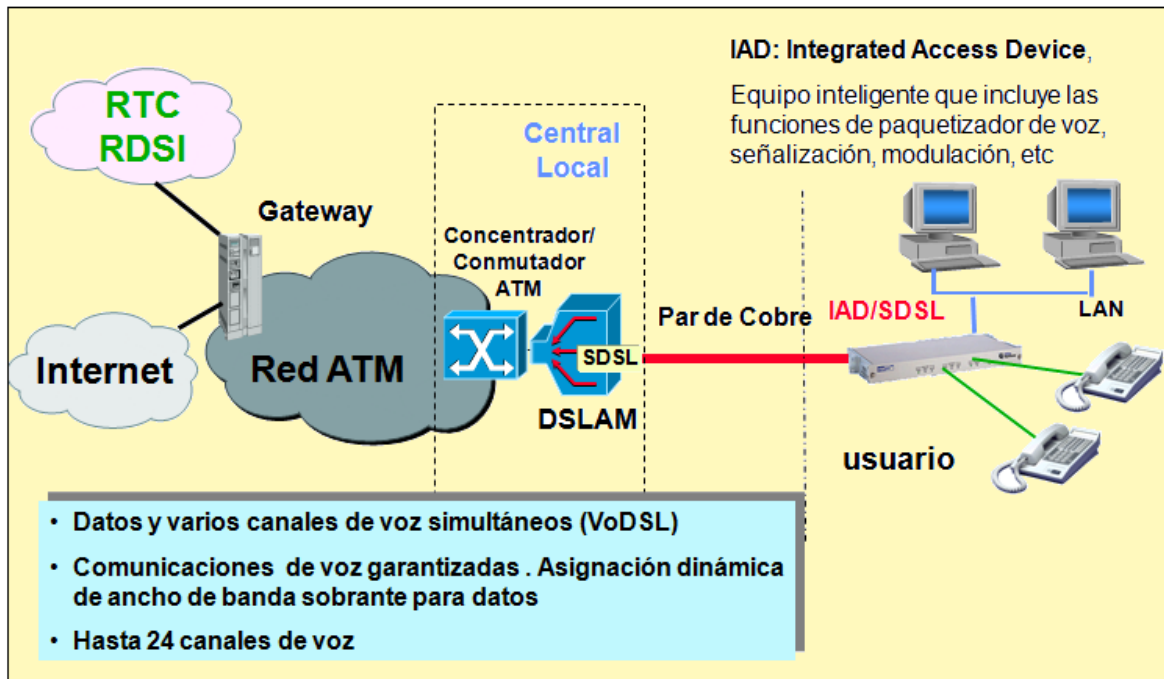 IAD: Integrated Access Device,
Equipo inteligente que incluye las
funciones de paquetizador de voz,
señalización, modulación, etc
RTC
RDSI
Central
Local
Gateway
Concentrador/
Conmutador
ATM
Internet
Red ATM
SDSL
DSLAM
Par de Cobre
IAD/SDSL
LAN
usuario
• Datos y varios canales de voz simultáneos (VoDSL)
• Comunicaciones de voz garantizadas . Asignación dinámica
de ancho de banda sobrante para datos
• Hasta 24 canales de voz